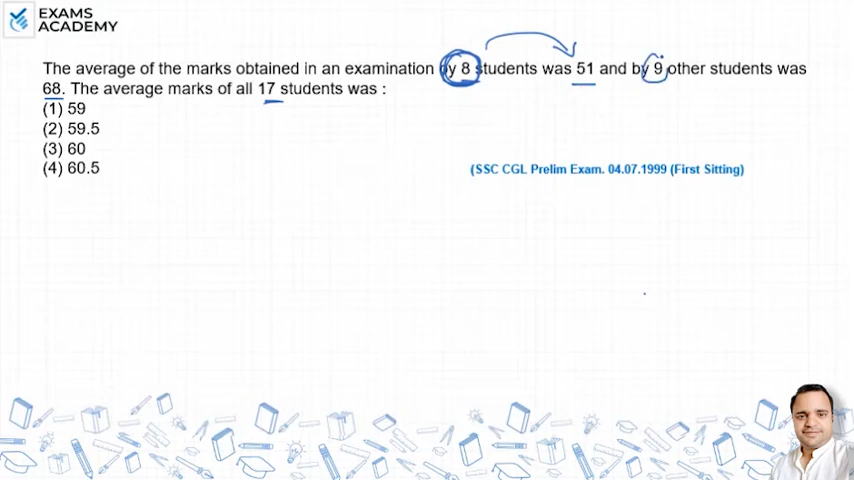 EXAMS
ACADEMY
The average of the marks obtained in an examination by 8 students was 51 and by 9 other students was
68. The average marks of all 17 students was :
(1) 59
(2) 59.5
(3) 60
(4) 60.5
(SSC CGL Prelim Exam. 04.07.1999 (First Sitting)